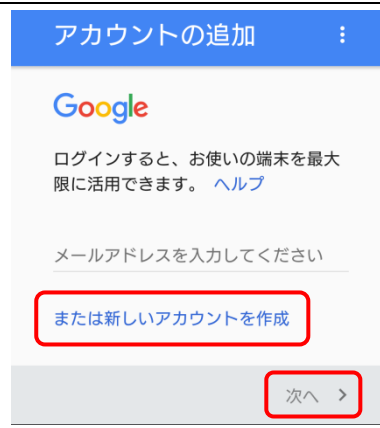 アカウントの追加
Google
ログインすると、お使いの端末を最大
限に活用できます。 ヘルプ
メールアドレスを入力してください
または新しいアカウントを作成
次へ